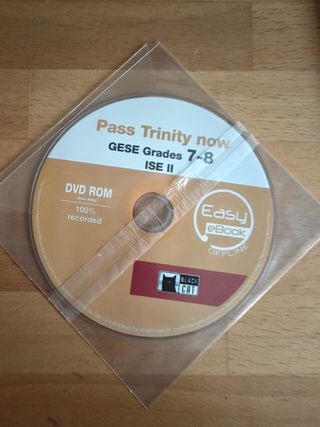 Pass Trinity now
GESE Grades 7-8
ISE II
DVD ROM
100%
recorded
Easy
eBook
OFFLINE
BLACK
CAT